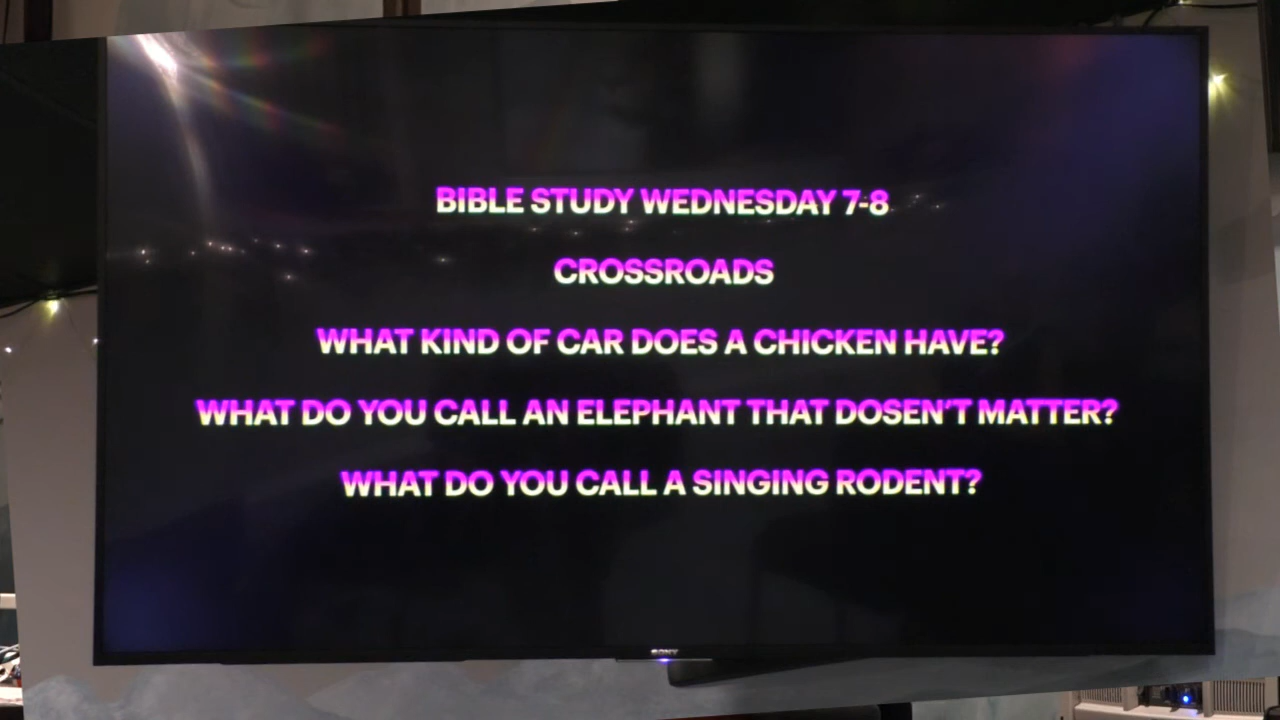 BIBLE STUDY WEDNESDAY 7-8
CROSSROADS
WHAT KIND OF CAR DOES A CHICKEN HAVE?
WHAT DO YOU CALL AN ELEPHANT THAT DOSEN'T MATTER?
WHAT DO YOU CALL A SINGING RODENT?
SONY